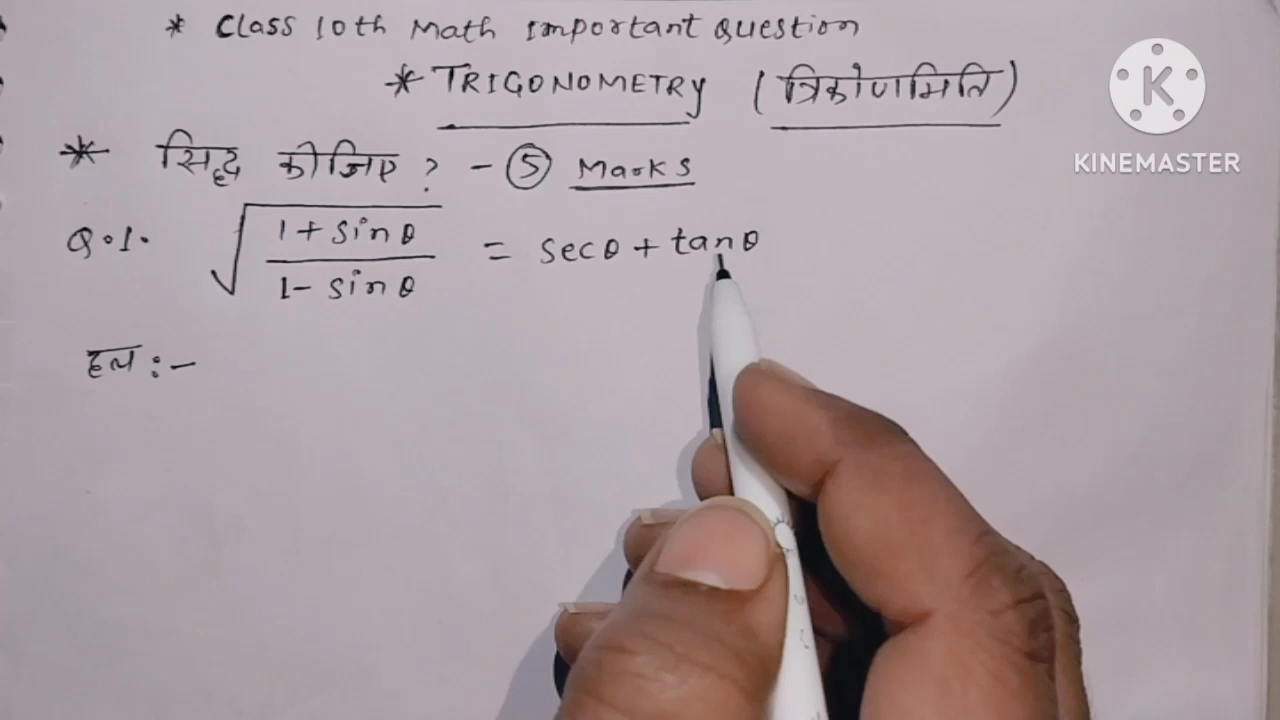 * Class 10th Math Important Question
* TRIGONOMETRY (त्रिकोणमिति)
K
KINEMASTER
* सिद्ध कीजिए ? - ⑤ Marks
Q.1. √((1+sinθ)/(1-sinθ)) = secθ + tanθ
हल :-